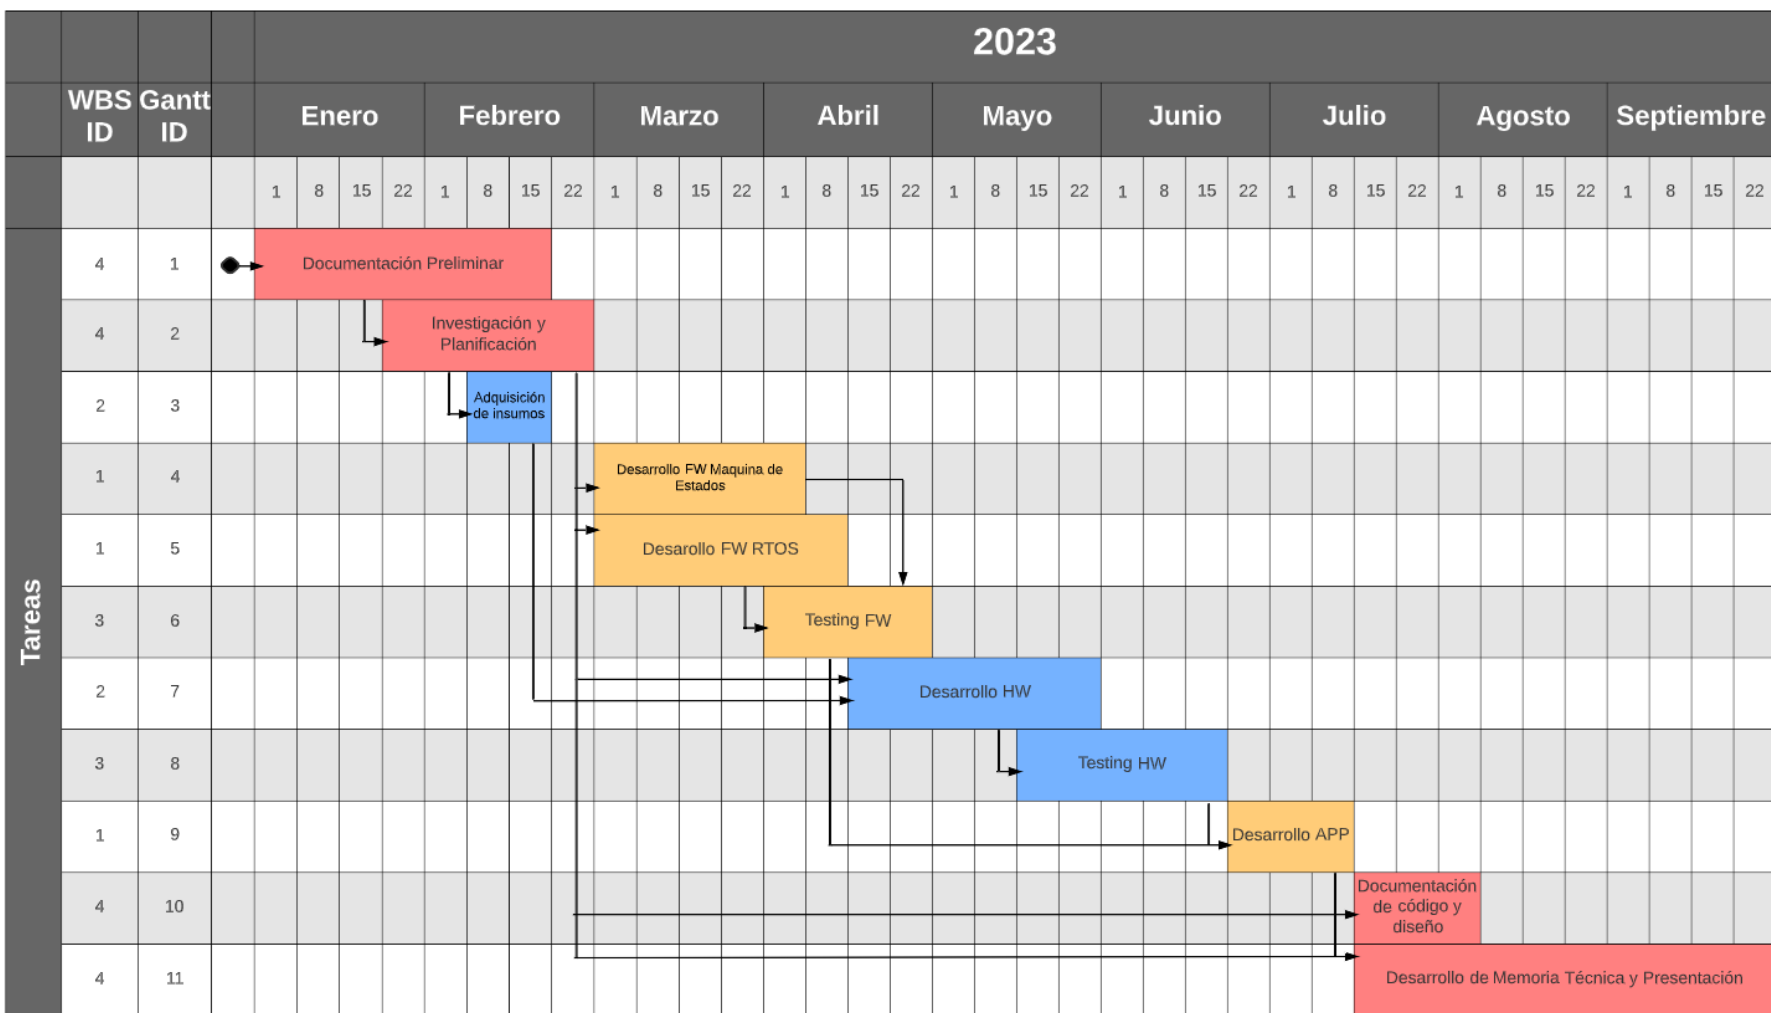 2023
WBS ID
Gantt ID
Enero Febrero Marzo Abril Mayo Junio Julio Agosto Septiembre
1 8 15 22 1 8 15 22 1 8 15 22 1 8 15 22 1 8 15 22 1 8 15 22 1 8 15 22 1 8 15 22 1 8 15 22
Tareas
4 1 Documentación Preliminar
4 2 Investigación y
Planificación
2 3 Adquisición
de insumos
1 4 Desarrollo FW Maquina de
Estados
1 5 Desarollo FW RTOS
3 6 Testing FW
2 7 Desarrollo HW
3 8 Testing HW
1 9 Desarrollo APP
4 10 Documentación
de código y
diseño
4 11 Desarrollo de Memoria Técnica y Presentación